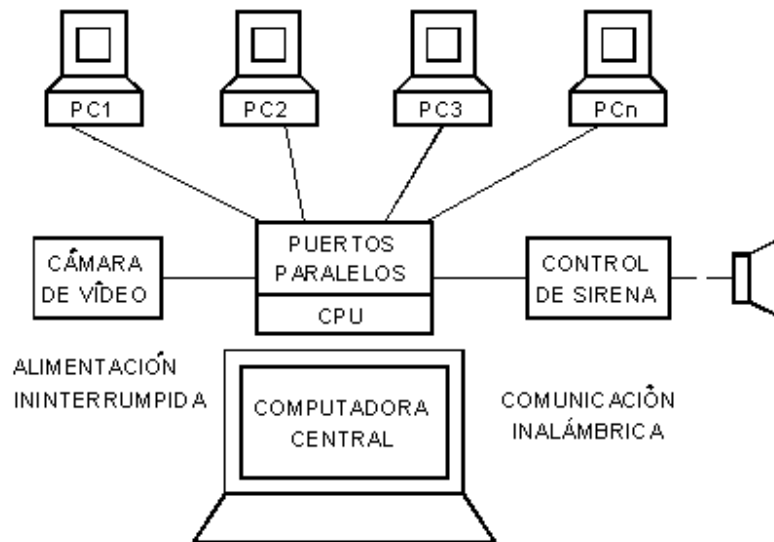 PC1
PC2
PC3
PCn
CÁMARA
DE VÍDEO
PUERTOS
PARALELOS
CPU
CONTROL
DE SIRENA
ALIMENTACIÓN
ININTERRUMPIDA
COMPUTADORA
CENTRAL
COMUNICACIÓN
INALÁMBRICA